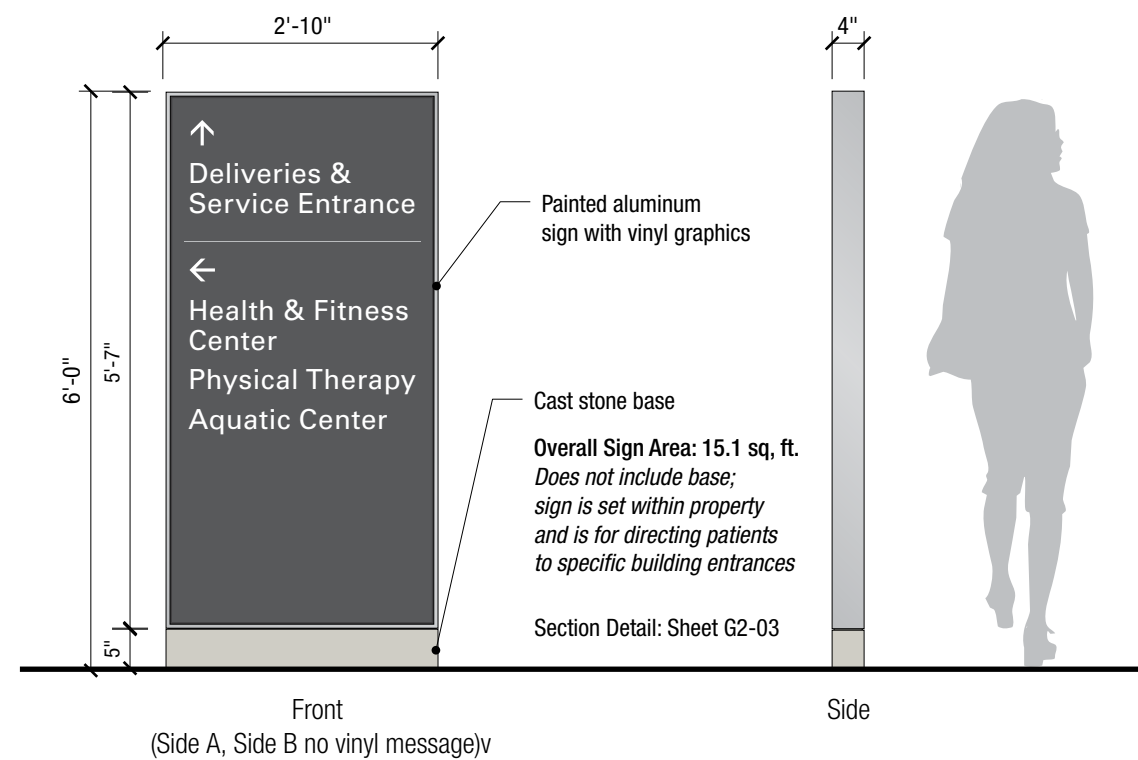 2'-10"
4"
↑
Deliveries &
Service Entrance
←
Health & Fitness
Center
Physical Therapy
Aquatic Center
6'-0"
5'-7"
5"
Painted aluminum
sign with vinyl graphics
Cast stone base
Overall Sign Area: 15.1 sq, ft.
Does not include base;
sign is set within property
and is for directing patients
to specific building entrances
Section Detail: Sheet G2-03
Front
(Side A, Side B no vinyl message)v
Side